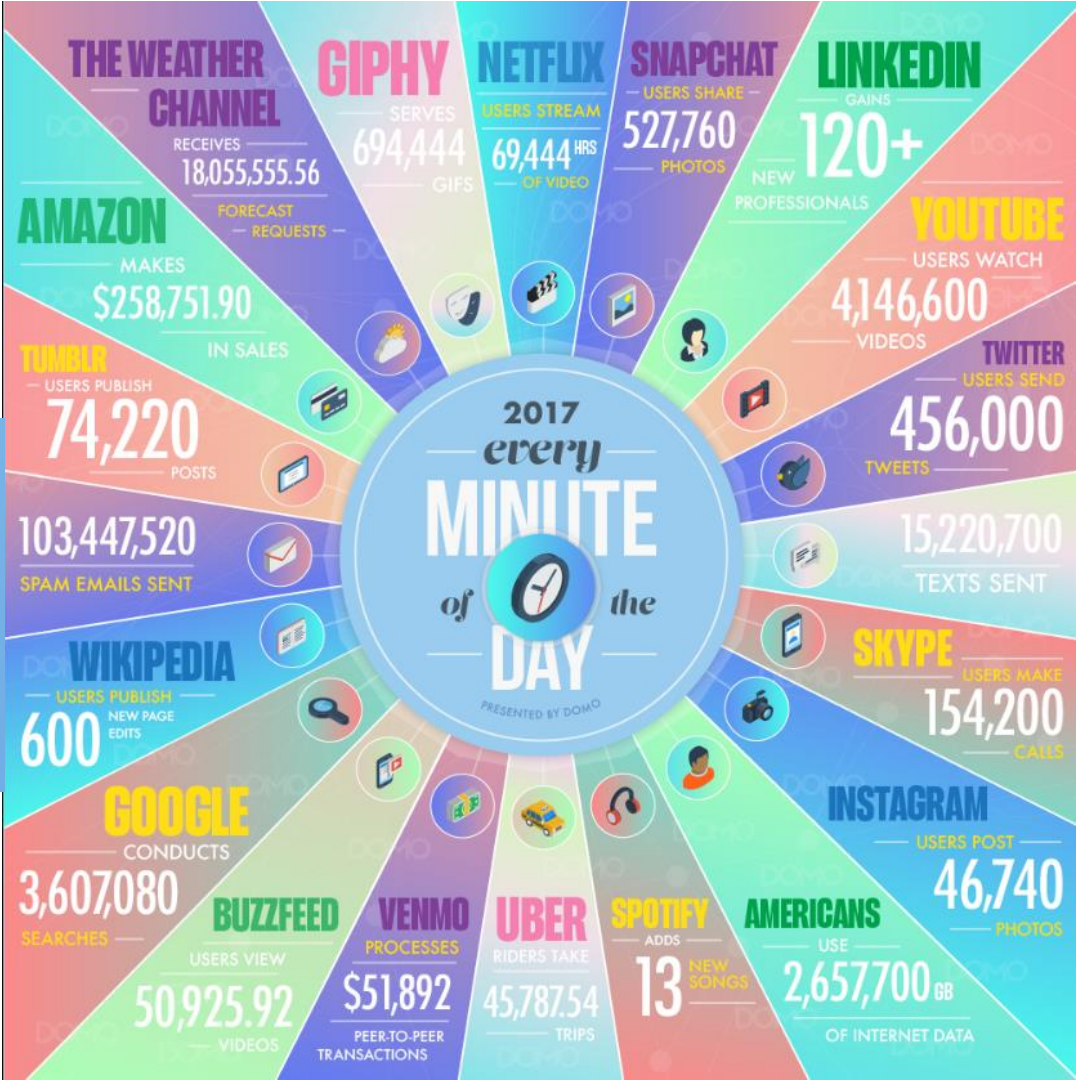 THE WEATHER
CHANNEL
RECEIVES
18,055,555.56
FORECAST
REQUESTS
GIPHY
SERVES
694,444
GIFS
NETFLIX
USERS STREAM
69,444 HRS
OF VIDEO
SNAPCHAT
USERS SHARE
527,760
PHOTOS
LINKEDIN
GAINS
120+
NEW
PROFESSIONALS
YOUTUBE
USERS WATCH
4,146,600
VIDEOS
TWITTER
USERS SEND
456,000
TWEETS
15,220,700
TEXTS SENT
SKYPE
USERS MAKE
154,200
CALLS
INSTAGRAM
USERS POST
46,740
PHOTOS
AMERICANS
USE
2,657,700 GB
OF INTERNET DATA
SPOTIFY
ADDS
13 NEW
SONGS
UBER
RIDERS TAKE
45,787.54
TRIPS
VENMO
PROCESSES
$51,892
PEER-TO-PEER
TRANSACTIONS
BUZZFEED
USERS VIEW
50,925.92
VIDEOS
GOOGLE
CONDUCTS
3,607,080
SEARCHES
WIKIPEDIA
USERS PUBLISH
600 NEW PAGE
EDITS
103,447,520
SPAM EMAILS SENT
TUMBLR
USERS PUBLISH
74,220
POSTS
AMAZON
MAKES
$258,751.90
IN SALES
2017
every
MINUTE
of the
DAY
PRESENTED BY DOMO
DOMO